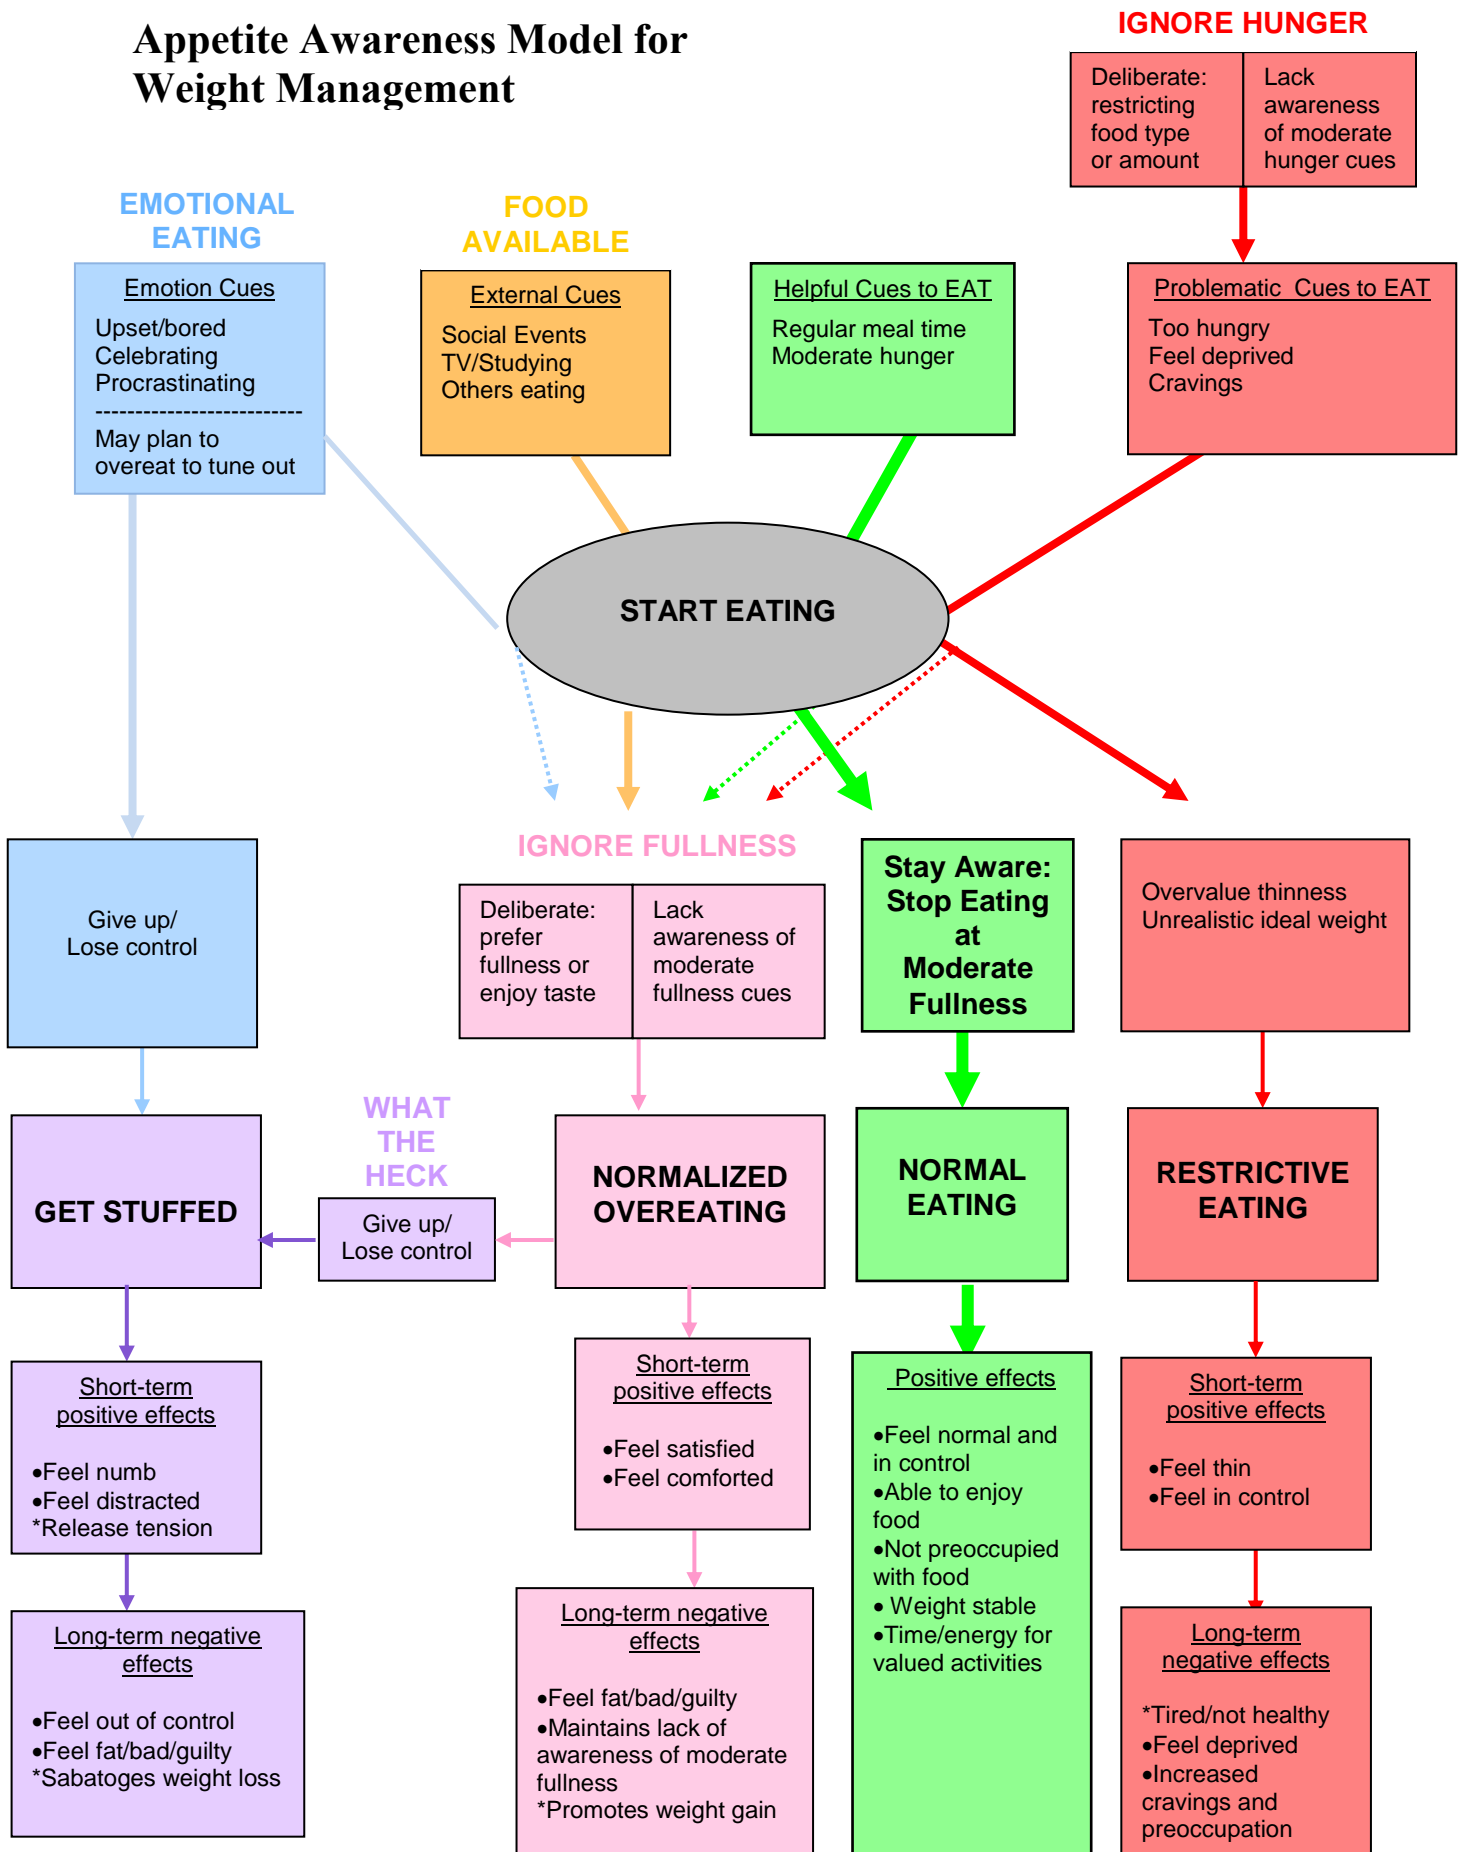 Appetite Awareness Model for
Weight Management
IGNORE HUNGER
Deliberate:
restricting
food type
or amount
Lack
awareness
of moderate
hunger cues
EMOTIONAL
EATING
Emotion Cues
Upset/bored
Celebrating
Procrastinating
--------------------------
May plan to
overeat to tune out
FOOD
AVAILABLE
External Cues
Social Events
TV/Studying
Others eating
Helpful Cues to EAT
Regular meal time
Moderate hunger
Problematic Cues to EAT
Too hungry
Feel deprived
Cravings
START EATING
Give up/
Lose control
IGNORE FULLNESS
Deliberate:
prefer
fullness or
enjoy taste
Lack
awareness of
moderate
fullness cues
Stay Aware:
Stop Eating
at
Moderate
Fullness
Overvalue thinness
Unrealistic ideal weight
GET STUFFED
WHAT
THE
HECK
Give up/
Lose control
NORMALIZED
OVEREATING
NORMAL
EATING
RESTRICTIVE
EATING
Short-term
positive effects
•Feel numb
•Feel distracted
*Release tension
Short-term
positive effects
•Feel satisfied
•Feel comforted
Positive effects
•Feel normal and
in control
•Able to enjoy
food
•Not preoccupied
with food
• Weight stable
•Time/energy for
valued activities
Short-term
positive effects
•Feel thin
•Feel in control
Long-term negative
effects
•Feel out of control
•Feel fat/bad/guilty
*Sabatoges weight loss
Long-term negative
effects
•Feel fat/bad/guilty
•Maintains lack of
awareness of moderate
fullness
*Promotes weight gain
Long-term
negative effects
*Tired/not healthy
•Feel deprived
•Increased
cravings and
preoccupation